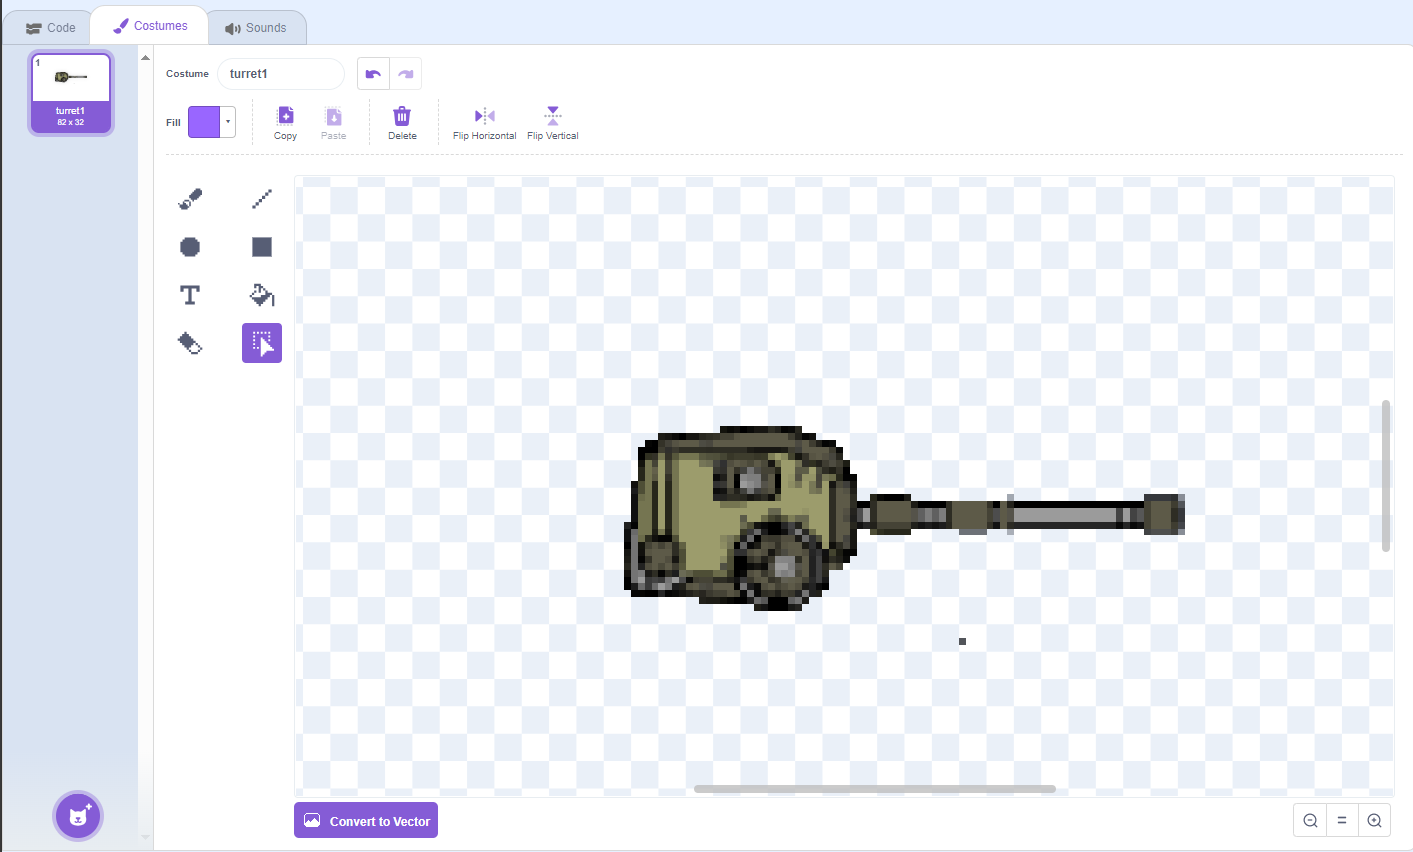 Code
Costumes
Sounds
1
turret1
82 x 32
Costume
turret1
Fill
Copy
Paste
Delete
Flip Horizontal
Flip Vertical
T
Convert to Vector